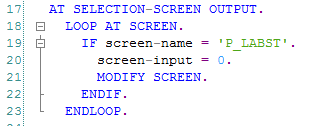 17 AT SELECTION-SCREEN OUTPUT.
18 LOOP AT SCREEN.
19 IF screen-name = 'P_LABST'.
20 screen-input = 0.
21 MODIFY SCREEN.
22 ENDIF.
23 ENDLOOP.